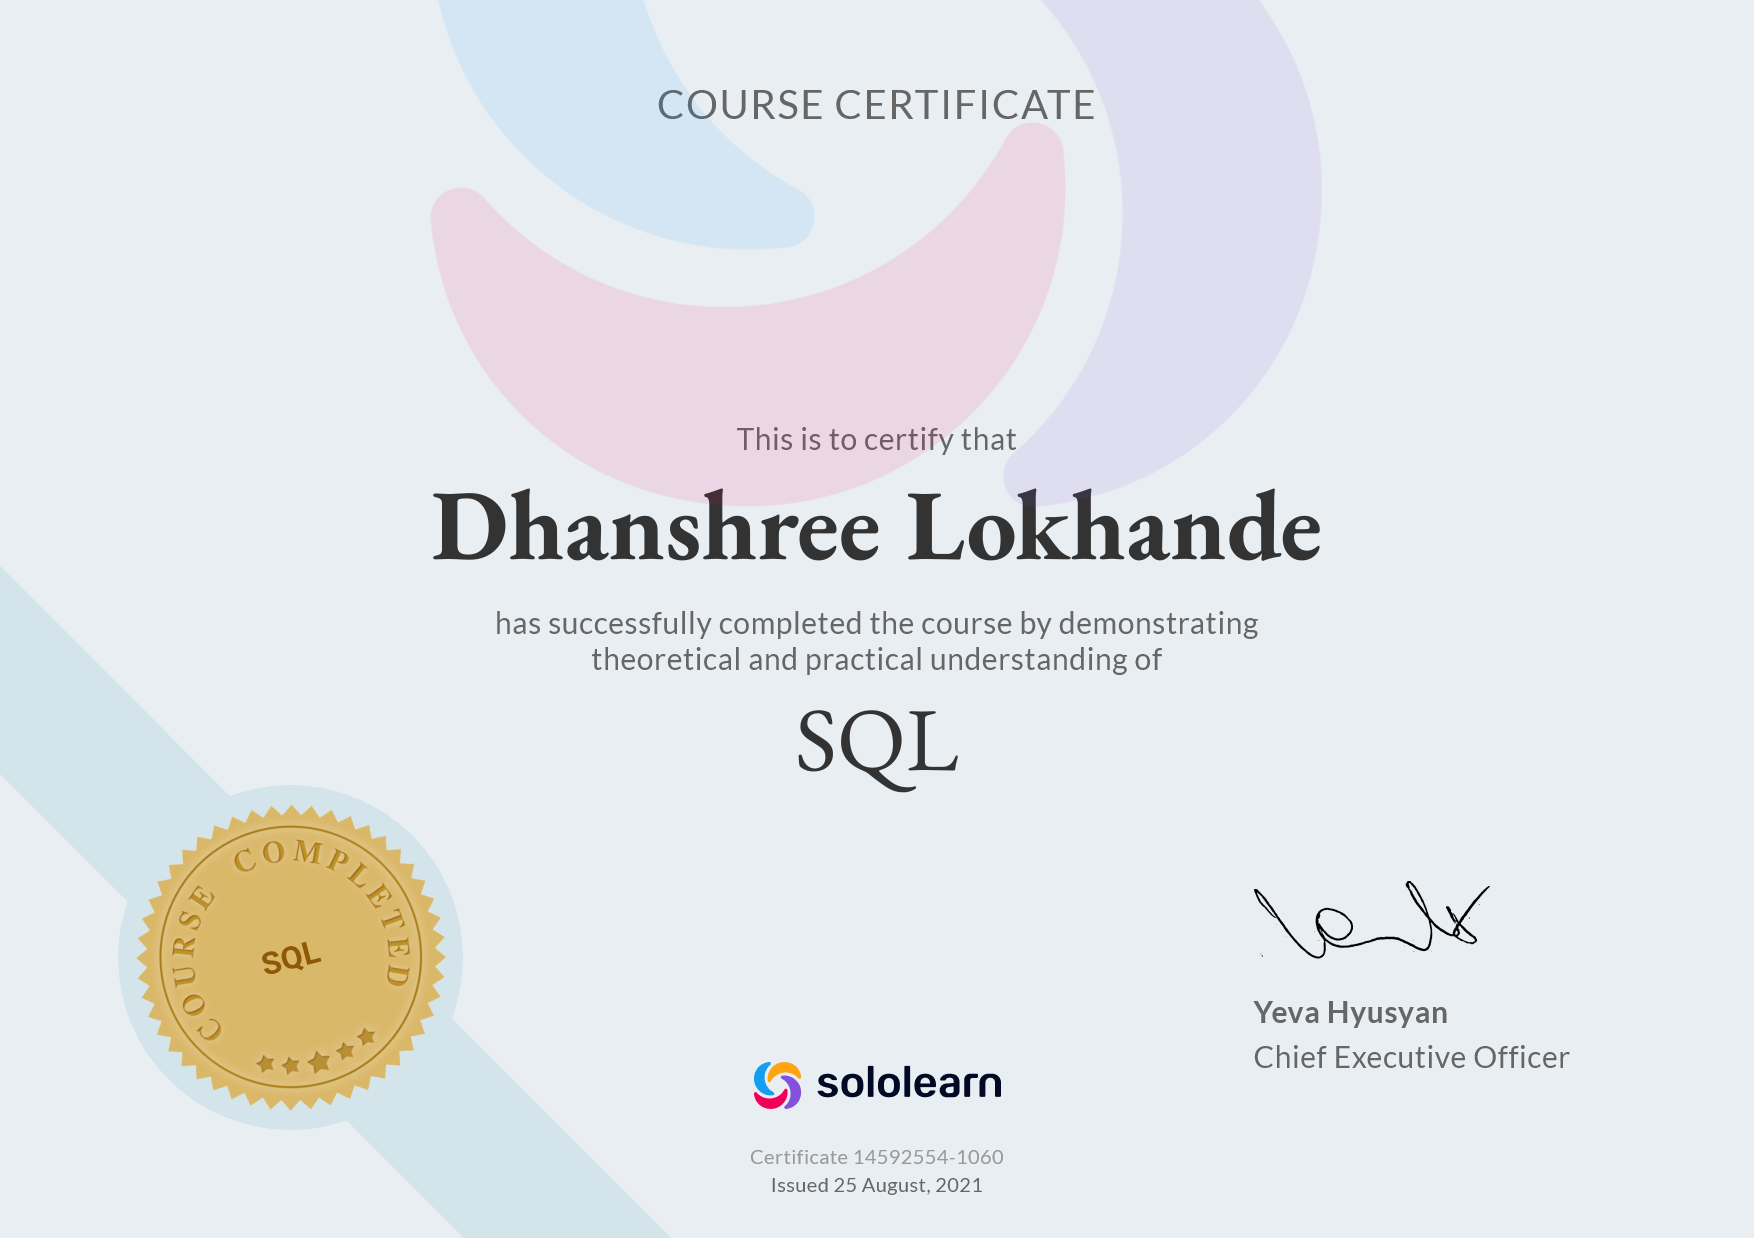 COURSE CERTIFICATE
This is to certify that
Dhanshree Lokhande
has successfully completed the course by demonstrating
theoretical and practical understanding of
SQL
COURSE COMPLETED
SQL
Yeva Hyusyan
Chief Executive Officer
sololearn
Certificate 14592554-1060
Issued 25 August, 2021